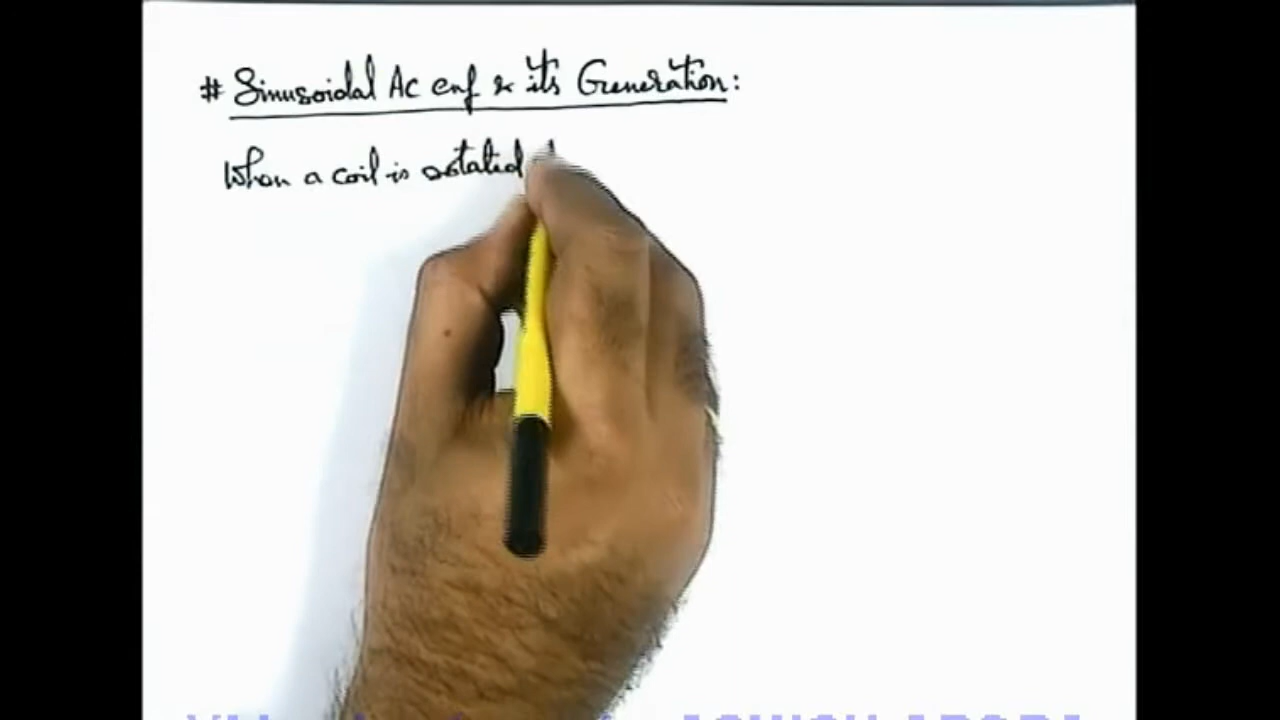 # Sinusoidal Ac emf & its Generation:
When a coil is rotated